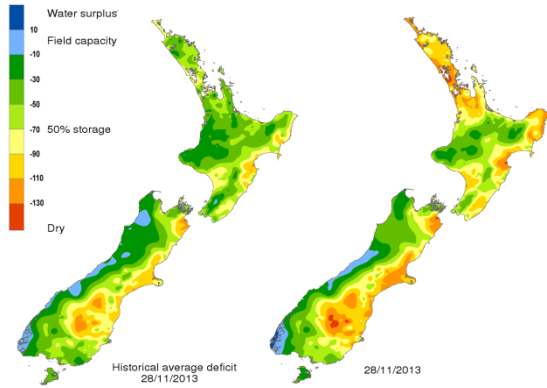 Water surplus
10
Field capacity
-10
-30
-50
50% storage
-70
-90
-110
-130
Dry
Historical average deficit
28/11/2013
28/11/2013